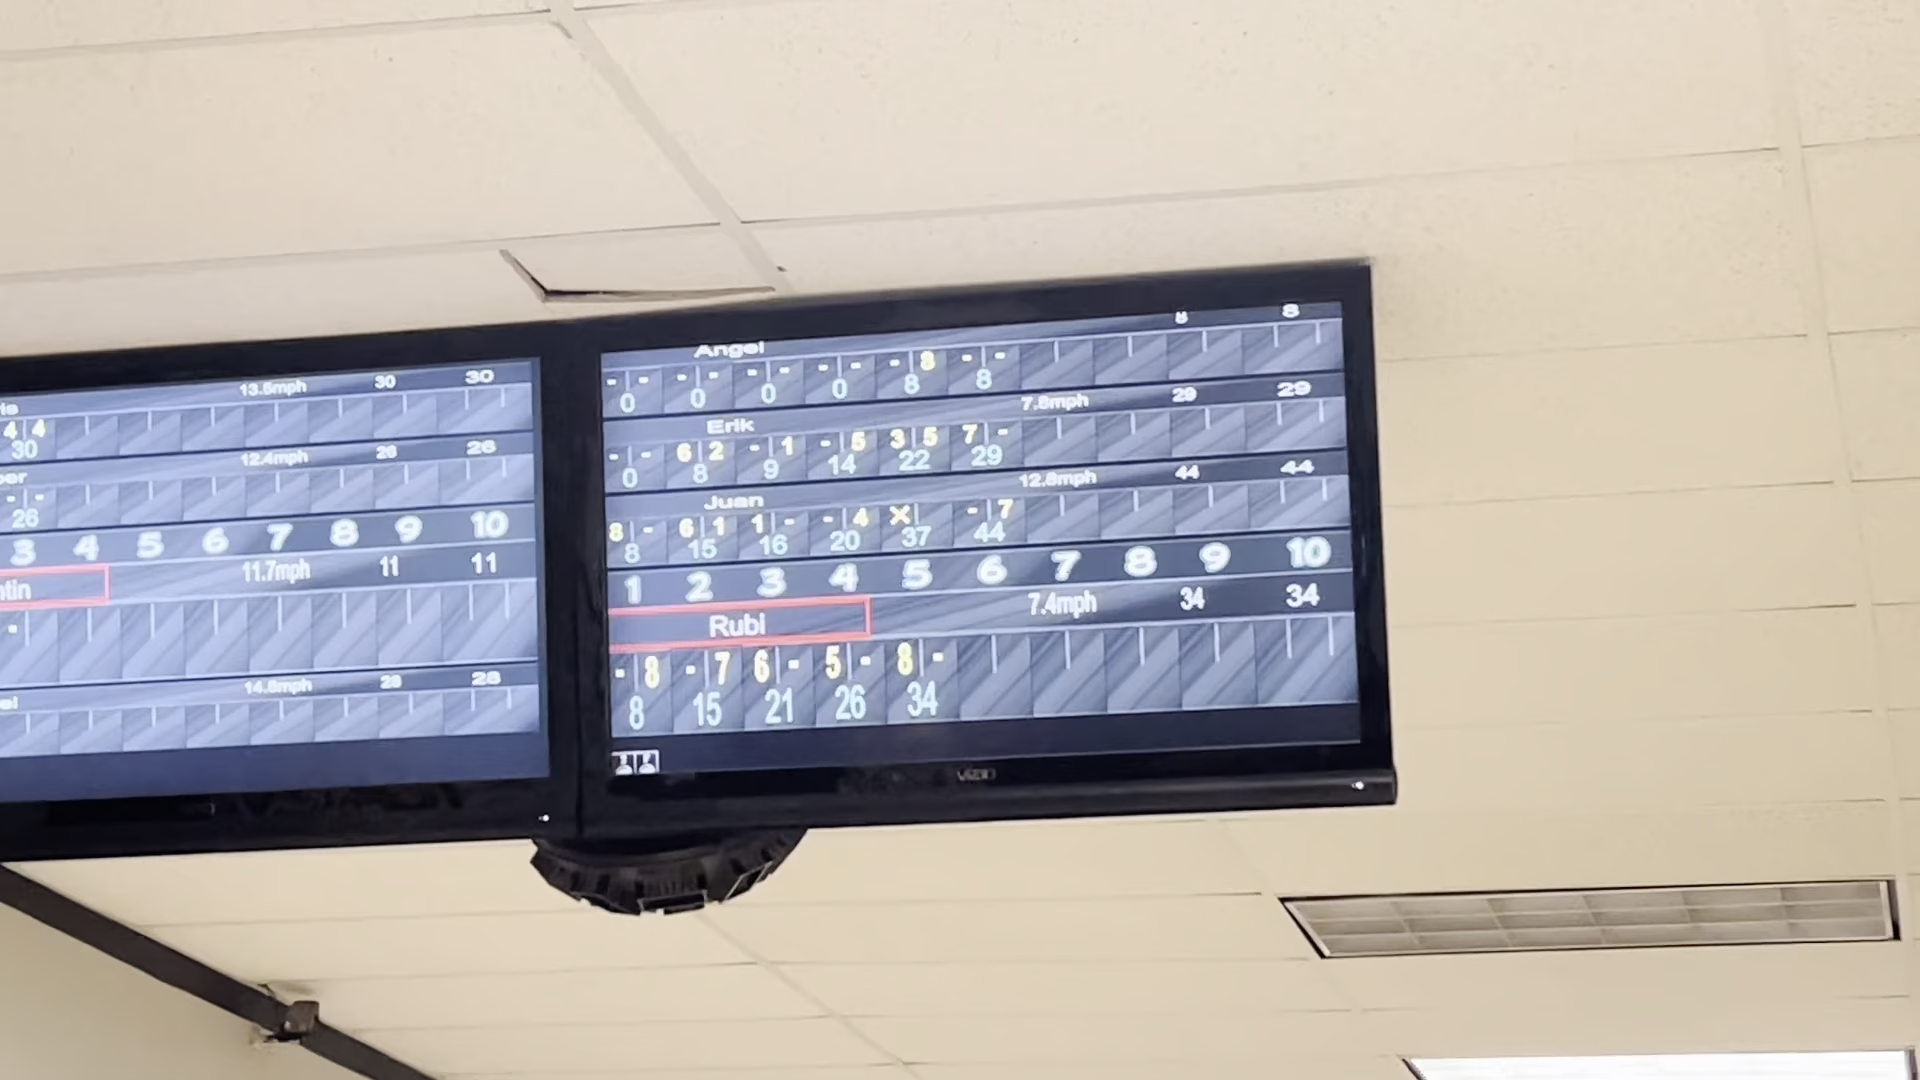 13.5mph 30 30
4 4
30
12.4mph 26 26
- -
26
3 4 5 6 7 8 9 10
tin 11.7mph 11 11
-
el 14.8mph 28 28
Angel 8 8
- - - - - - - - - 8 - -
0 0 0 0 8 8
Erik 7.8mph 29 29
- - 6 2 - 1 - 5 3 5 7 -
0 8 9 14 22 29
Juan 12.8mph 44 44
8 - 6 1 1 - - 4 X - 7
8 15 16 20 37 44
1 2 3 4 5 6 7 8 9 10
Rubi 7.4mph 34 34
- 8 - 7 6 - 5 - 8 -
8 15 21 26 34
VIZIO